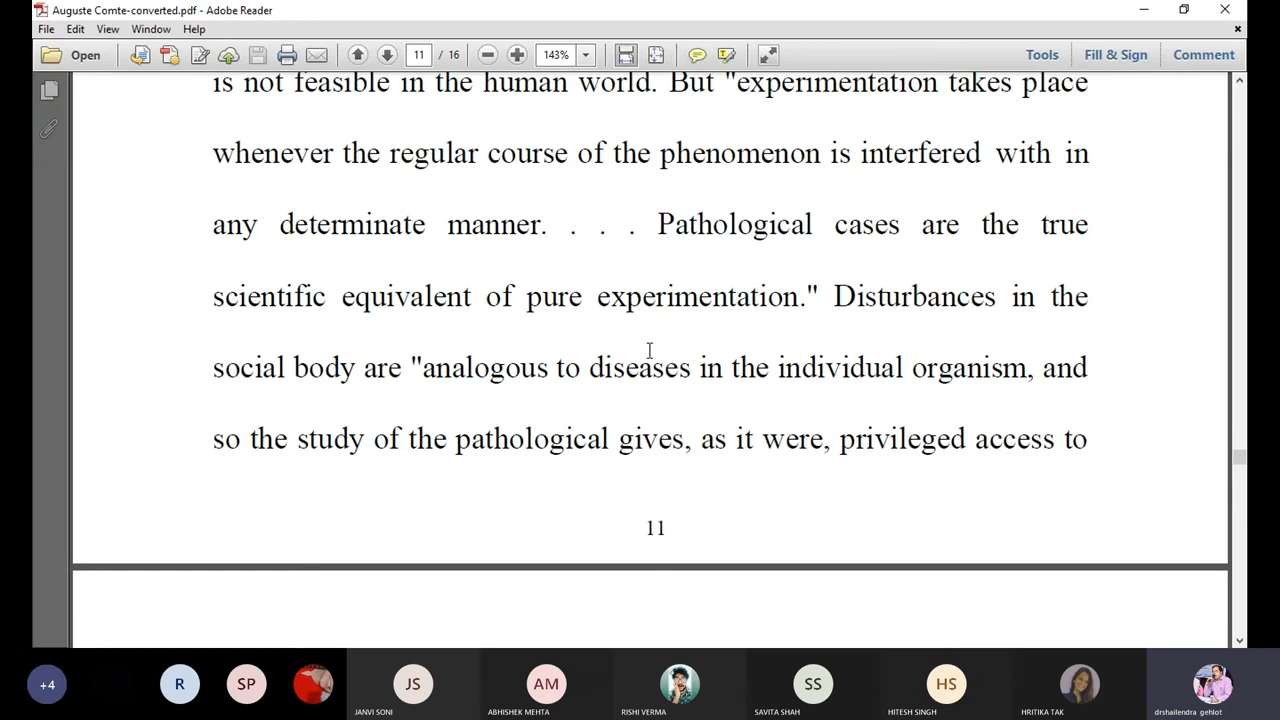 Auguste Comte-converted.pdf - Adobe Reader
File Edit View Window Help
Open 11 / 16 143% Tools Fill & Sign Comment
is not feasible in the human world. But "experimentation takes place
whenever the regular course of the phenomenon is interfered with in
any determinate manner. . . . Pathological cases are the true
scientific equivalent of pure experimentation." Disturbances in the
social body are "analogous to diseases in the individual organism, and
so the study of the pathological gives, as it were, privileged access to
11
+4 R SP JS AM SS HS
JANVI SONI ABHISHEK MEHTA RISHI VERMA SAVITA SHAH HITESH SINGH HRITIKA TAK drshailendra gehlot